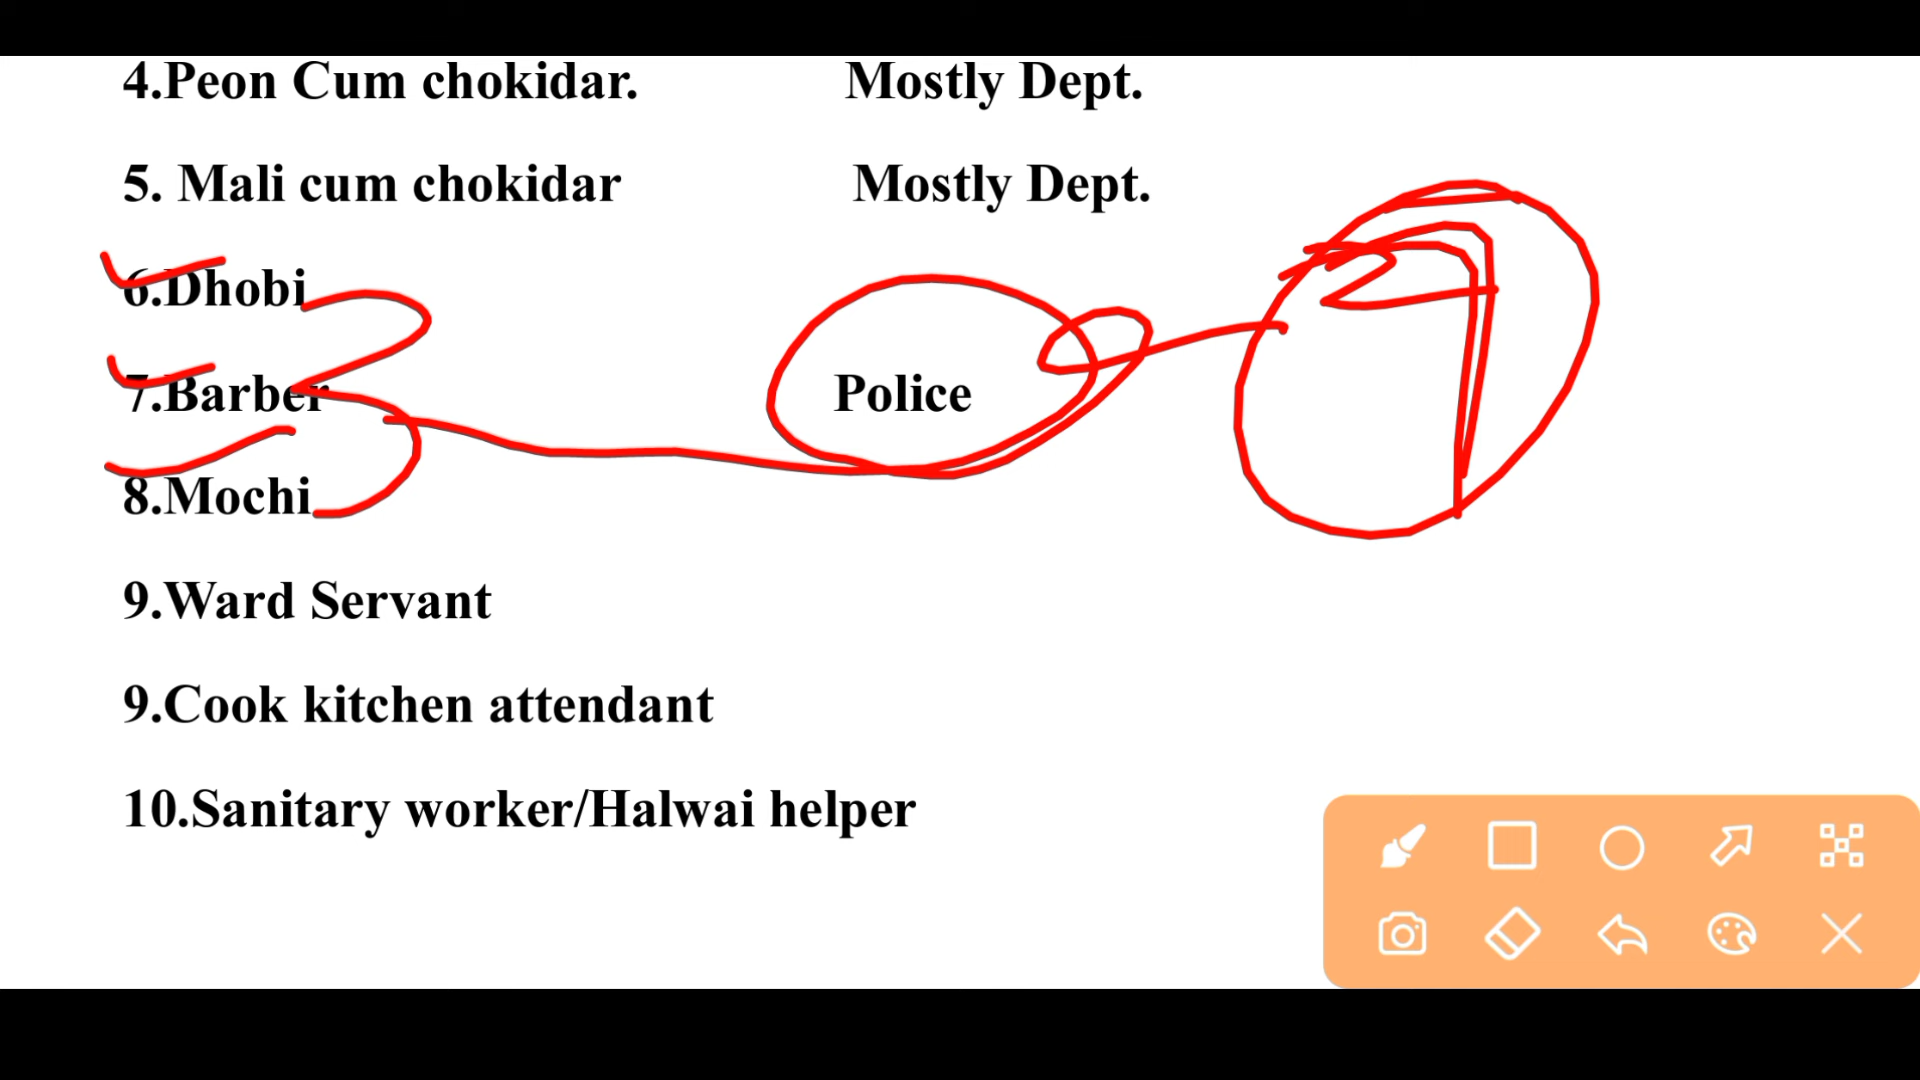 4.Peon Cum chokidar. Mostly Dept.
5. Mali cum chokidar Mostly Dept.
6.Dhobi
7.Barber Police
8.Mochi
9.Ward Servant
9.Cook kitchen attendant
10.Sanitary worker/Halwai helper